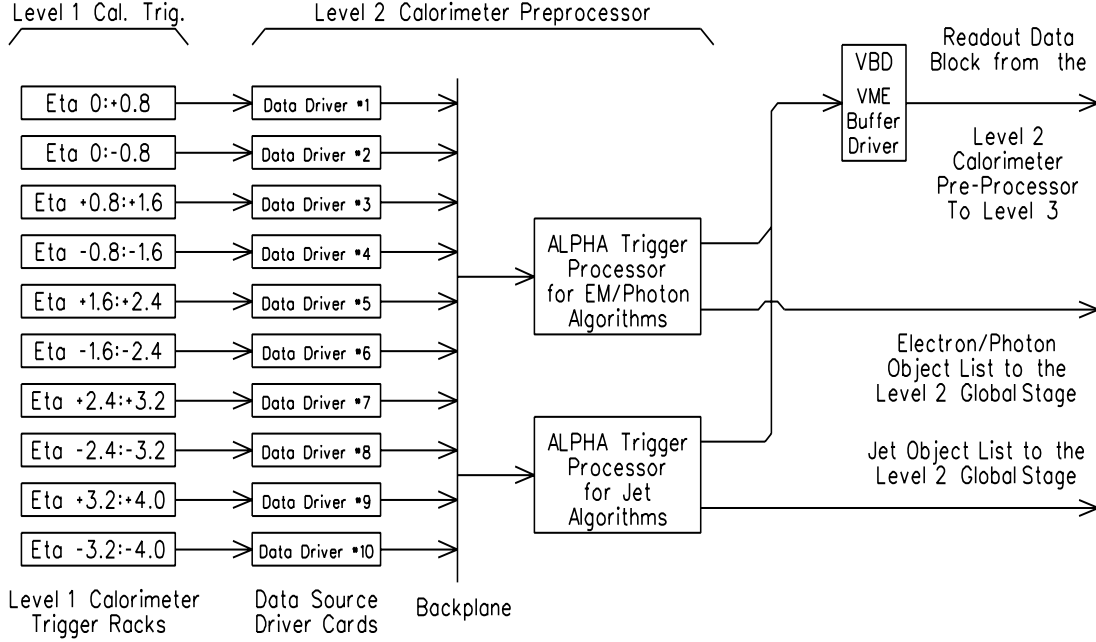 Level 1 Cal. Trig.
Level 2 Calorimeter Preprocessor
Eta 0:+0.8
Data Driver #1
Eta 0:-0.8
Data Driver #2
Eta +0.8:+1.6
Data Driver #3
Eta -0.8:-1.6
Data Driver #4
Eta +1.6:+2.4
Data Driver #5
Eta -1.6:-2.4
Data Driver #6
Eta +2.4:+3.2
Data Driver #7
Eta -2.4:-3.2
Data Driver #8
Eta +3.2:+4.0
Data Driver #9
Eta -3.2:-4.0
Data Driver #10
Level 1 Calorimeter
Trigger Racks
Data Source
Driver Cards
Backplane
ALPHA Trigger
Processor
for EM/Photon
Algorithms
ALPHA Trigger
Processor
for Jet
Algorithms
VBD
VME
Buffer
Driver
Readout Data
Block from the
Level 2
Calorimeter
Pre-Processor
To Level 3
Electron/Photon
Object List to the
Level 2 Global Stage
Jet Object List to the
Level 2 Global Stage